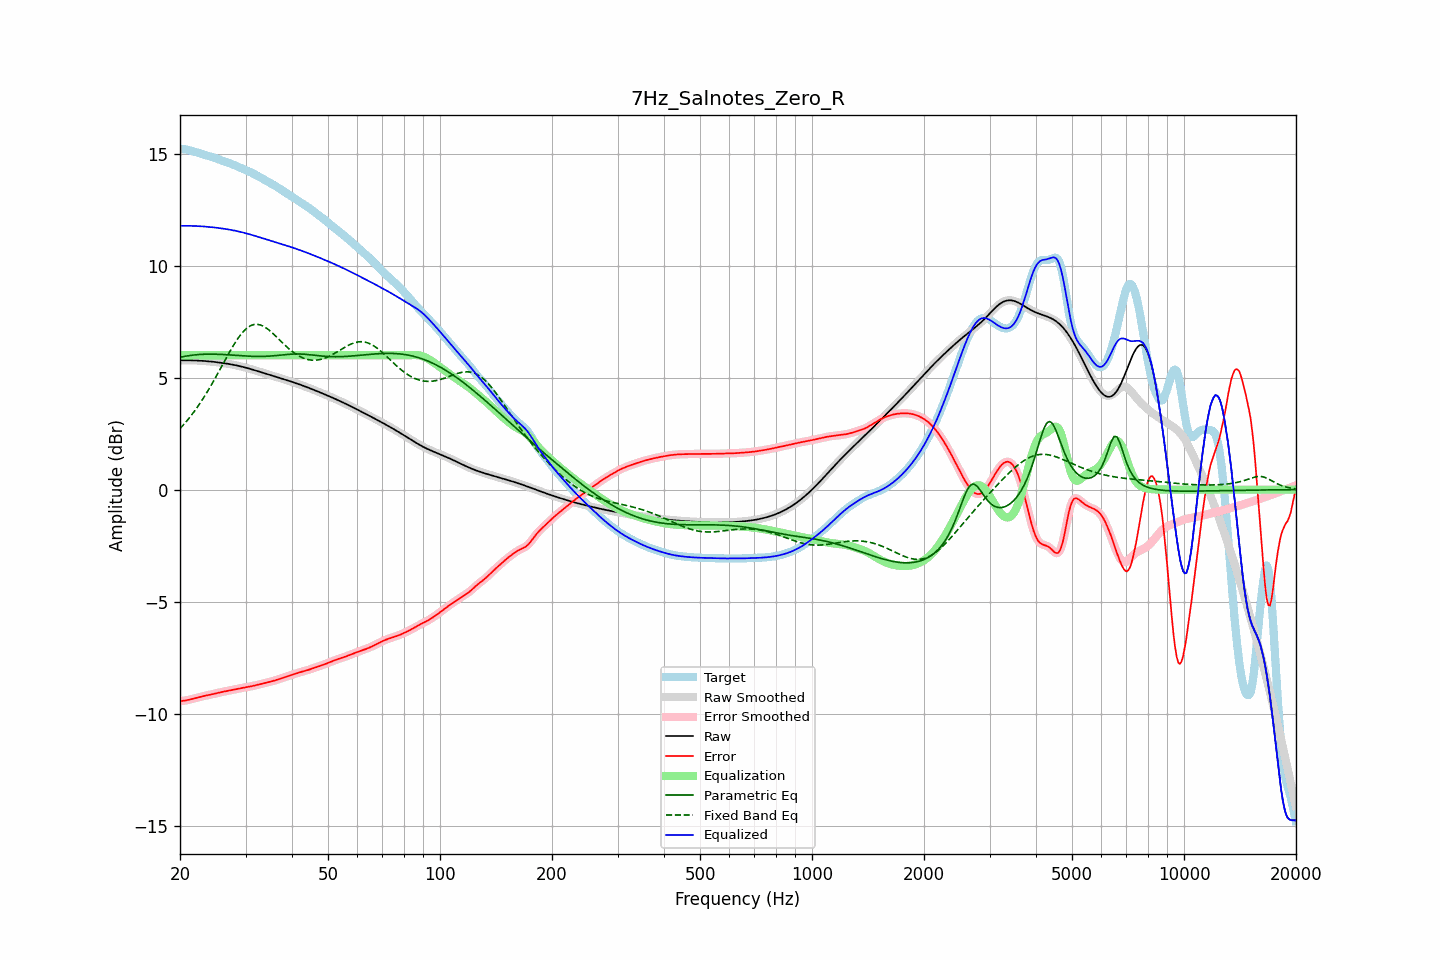 7Hz_Salnotes_Zero_R
15
10
5
0
−5
−10
−15
Amplitude (dBr)
Target
Raw Smoothed
Error Smoothed
Raw
Error
Equalization
Parametric Eq
Fixed Band Eq
Equalized
20 50 100 200 500 1000 2000 5000 10000 20000
Frequency (Hz)